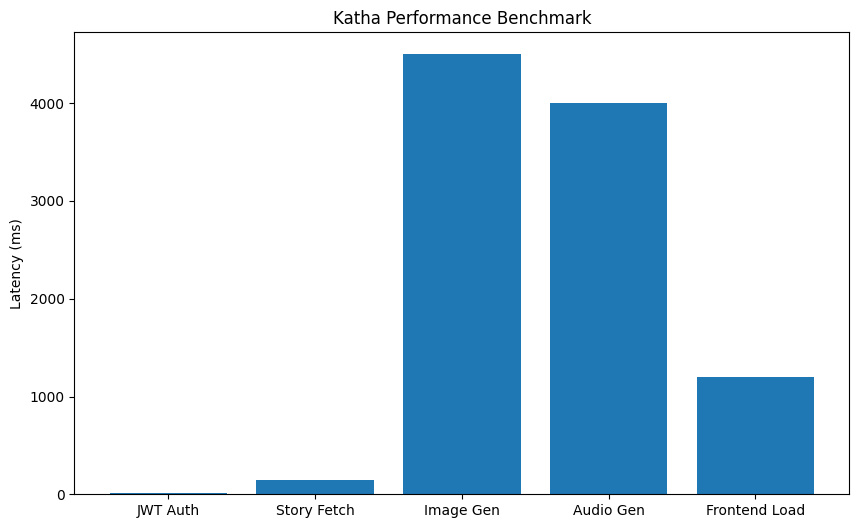 Katha Performance Benchmark
Latency (ms)
4000
3000
2000
1000
0
JWT Auth
Story Fetch
Image Gen
Audio Gen
Frontend Load